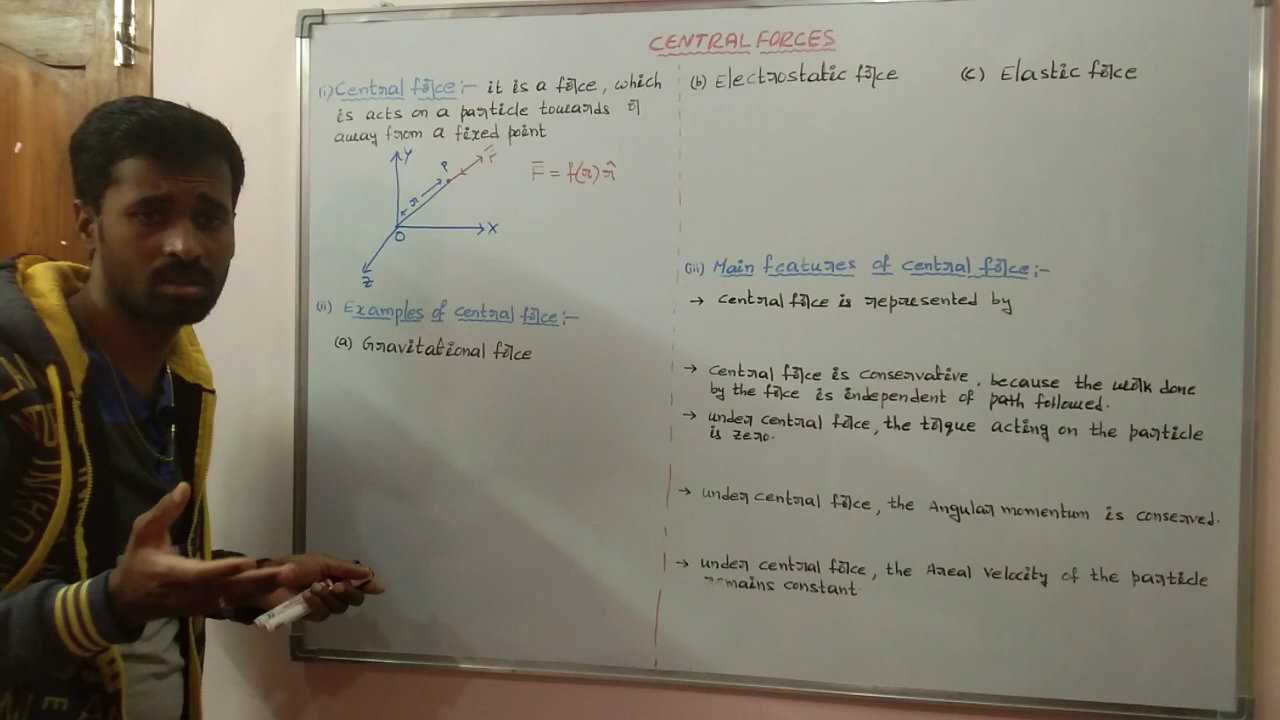 CENTRAL FORCES
(i) Central force :- it is a force, which
is acts on a particle towards or
away from a fixed point
Y
P
r
F
r
O
X
Z
F = f(r) r̂
(ii) Examples of central force :-
(a) Gravitational force
(b) Electrostatic force
(c) Elastic force
(iii) Main features of central force :-
→ central force is represented by
→ central force is conservative, because the work done
by the force is independent of path followed.
→ under central force, the torque acting on the particle
is zero.
→ under central force, the Angular momentum is conserved.
→ under central force, the Areal velocity of the particle
remains constant